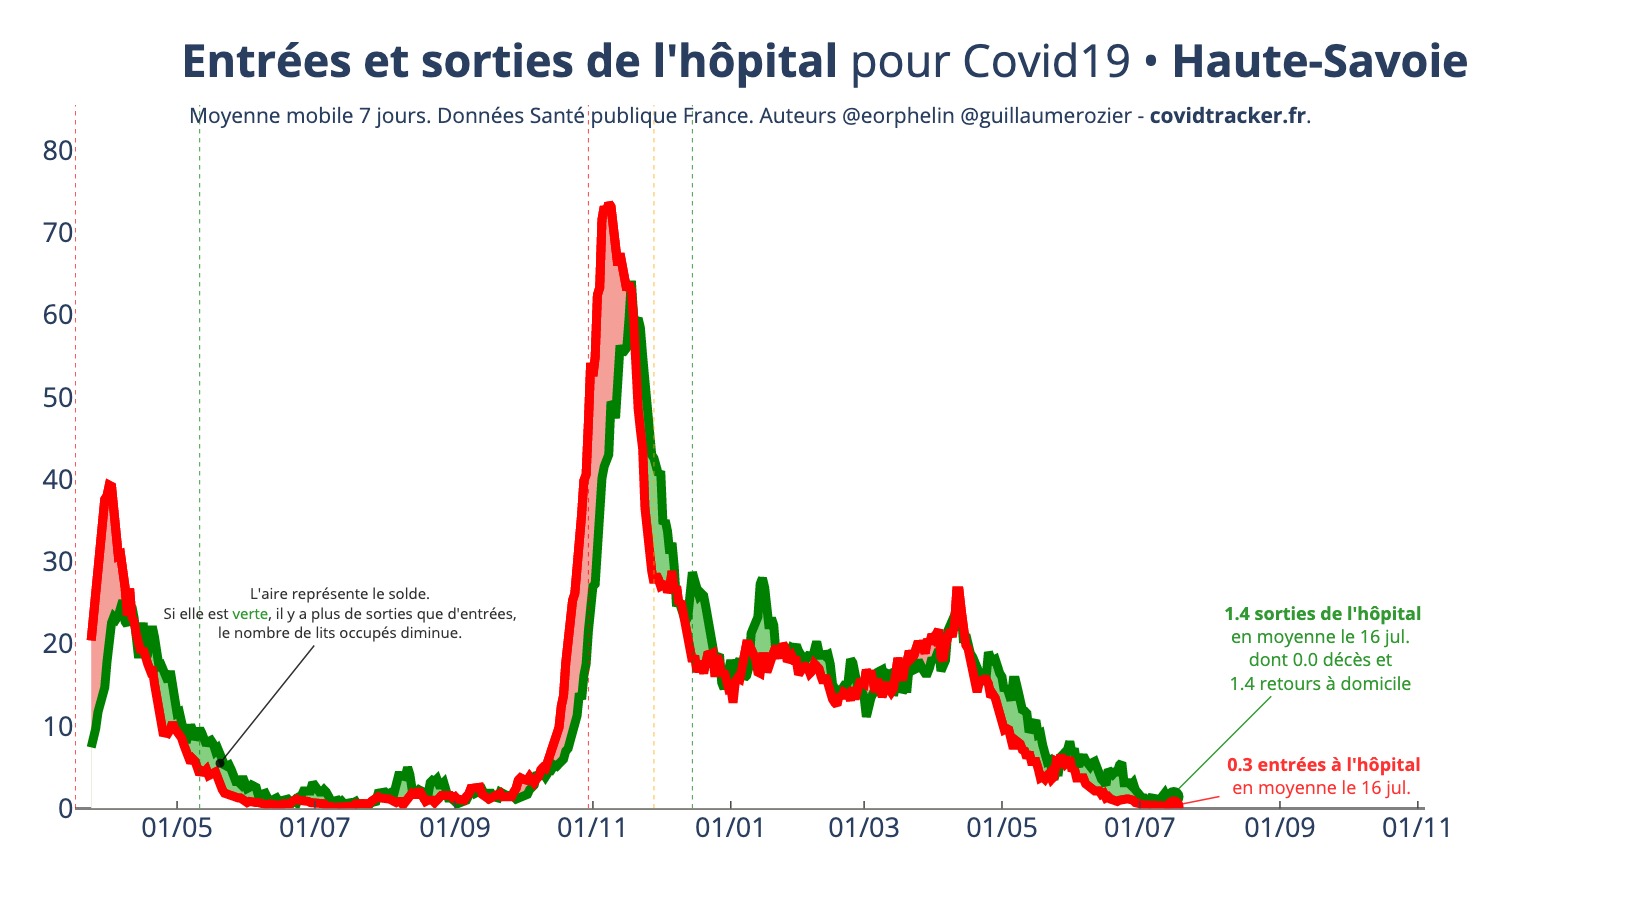 Entrées et sorties de l'hôpital pour Covid19 • Haute-Savoie
Moyenne mobile 7 jours. Données Santé publique France. Auteurs @eorphelin @guillaumerozier - covidtracker.fr.
80
70
60
50
40
30
20
10
0
L'aire représente le solde.
Si elle est verte, il y a plus de sorties que d'entrées,
le nombre de lits occupés diminue.
1.4 sorties de l'hôpital
en moyenne le 16 jul.
dont 0.0 décès et
1.4 retours à domicile
0.3 entrées à l'hôpital
en moyenne le 16 jul.
01/05 01/07 01/09 01/11 01/01 01/03 01/05 01/07 01/09 01/11